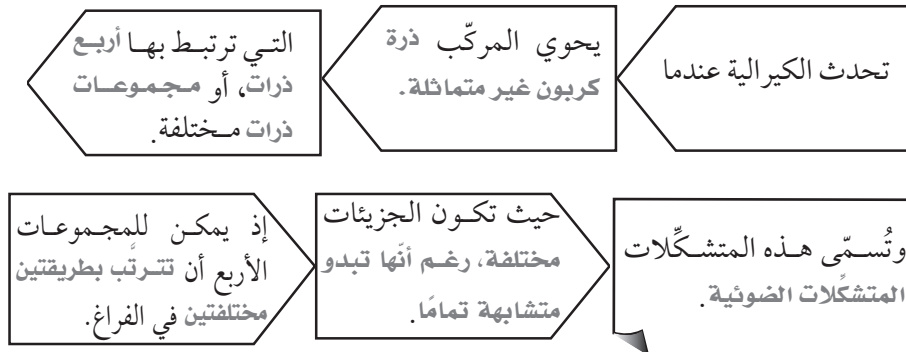 تحدث الكيرالية عندما
يحوي المركّب ذرة
كربون غير متماثلة.
التي ترتبط بها أربع
ذرات، أو مجموعات
ذرات مختلفة.
إذ يمكن للمجموعات
الأربع أن تترتَّب بطريقتين
مختلفتين في الفراغ.
حيث تكون الجزيئات
مختلفة، رغم أنّها تبدو
متشابهة تمامًا.
وتُسمّى هذه المتشكِّلات
المتشكِّلات الضوئية.